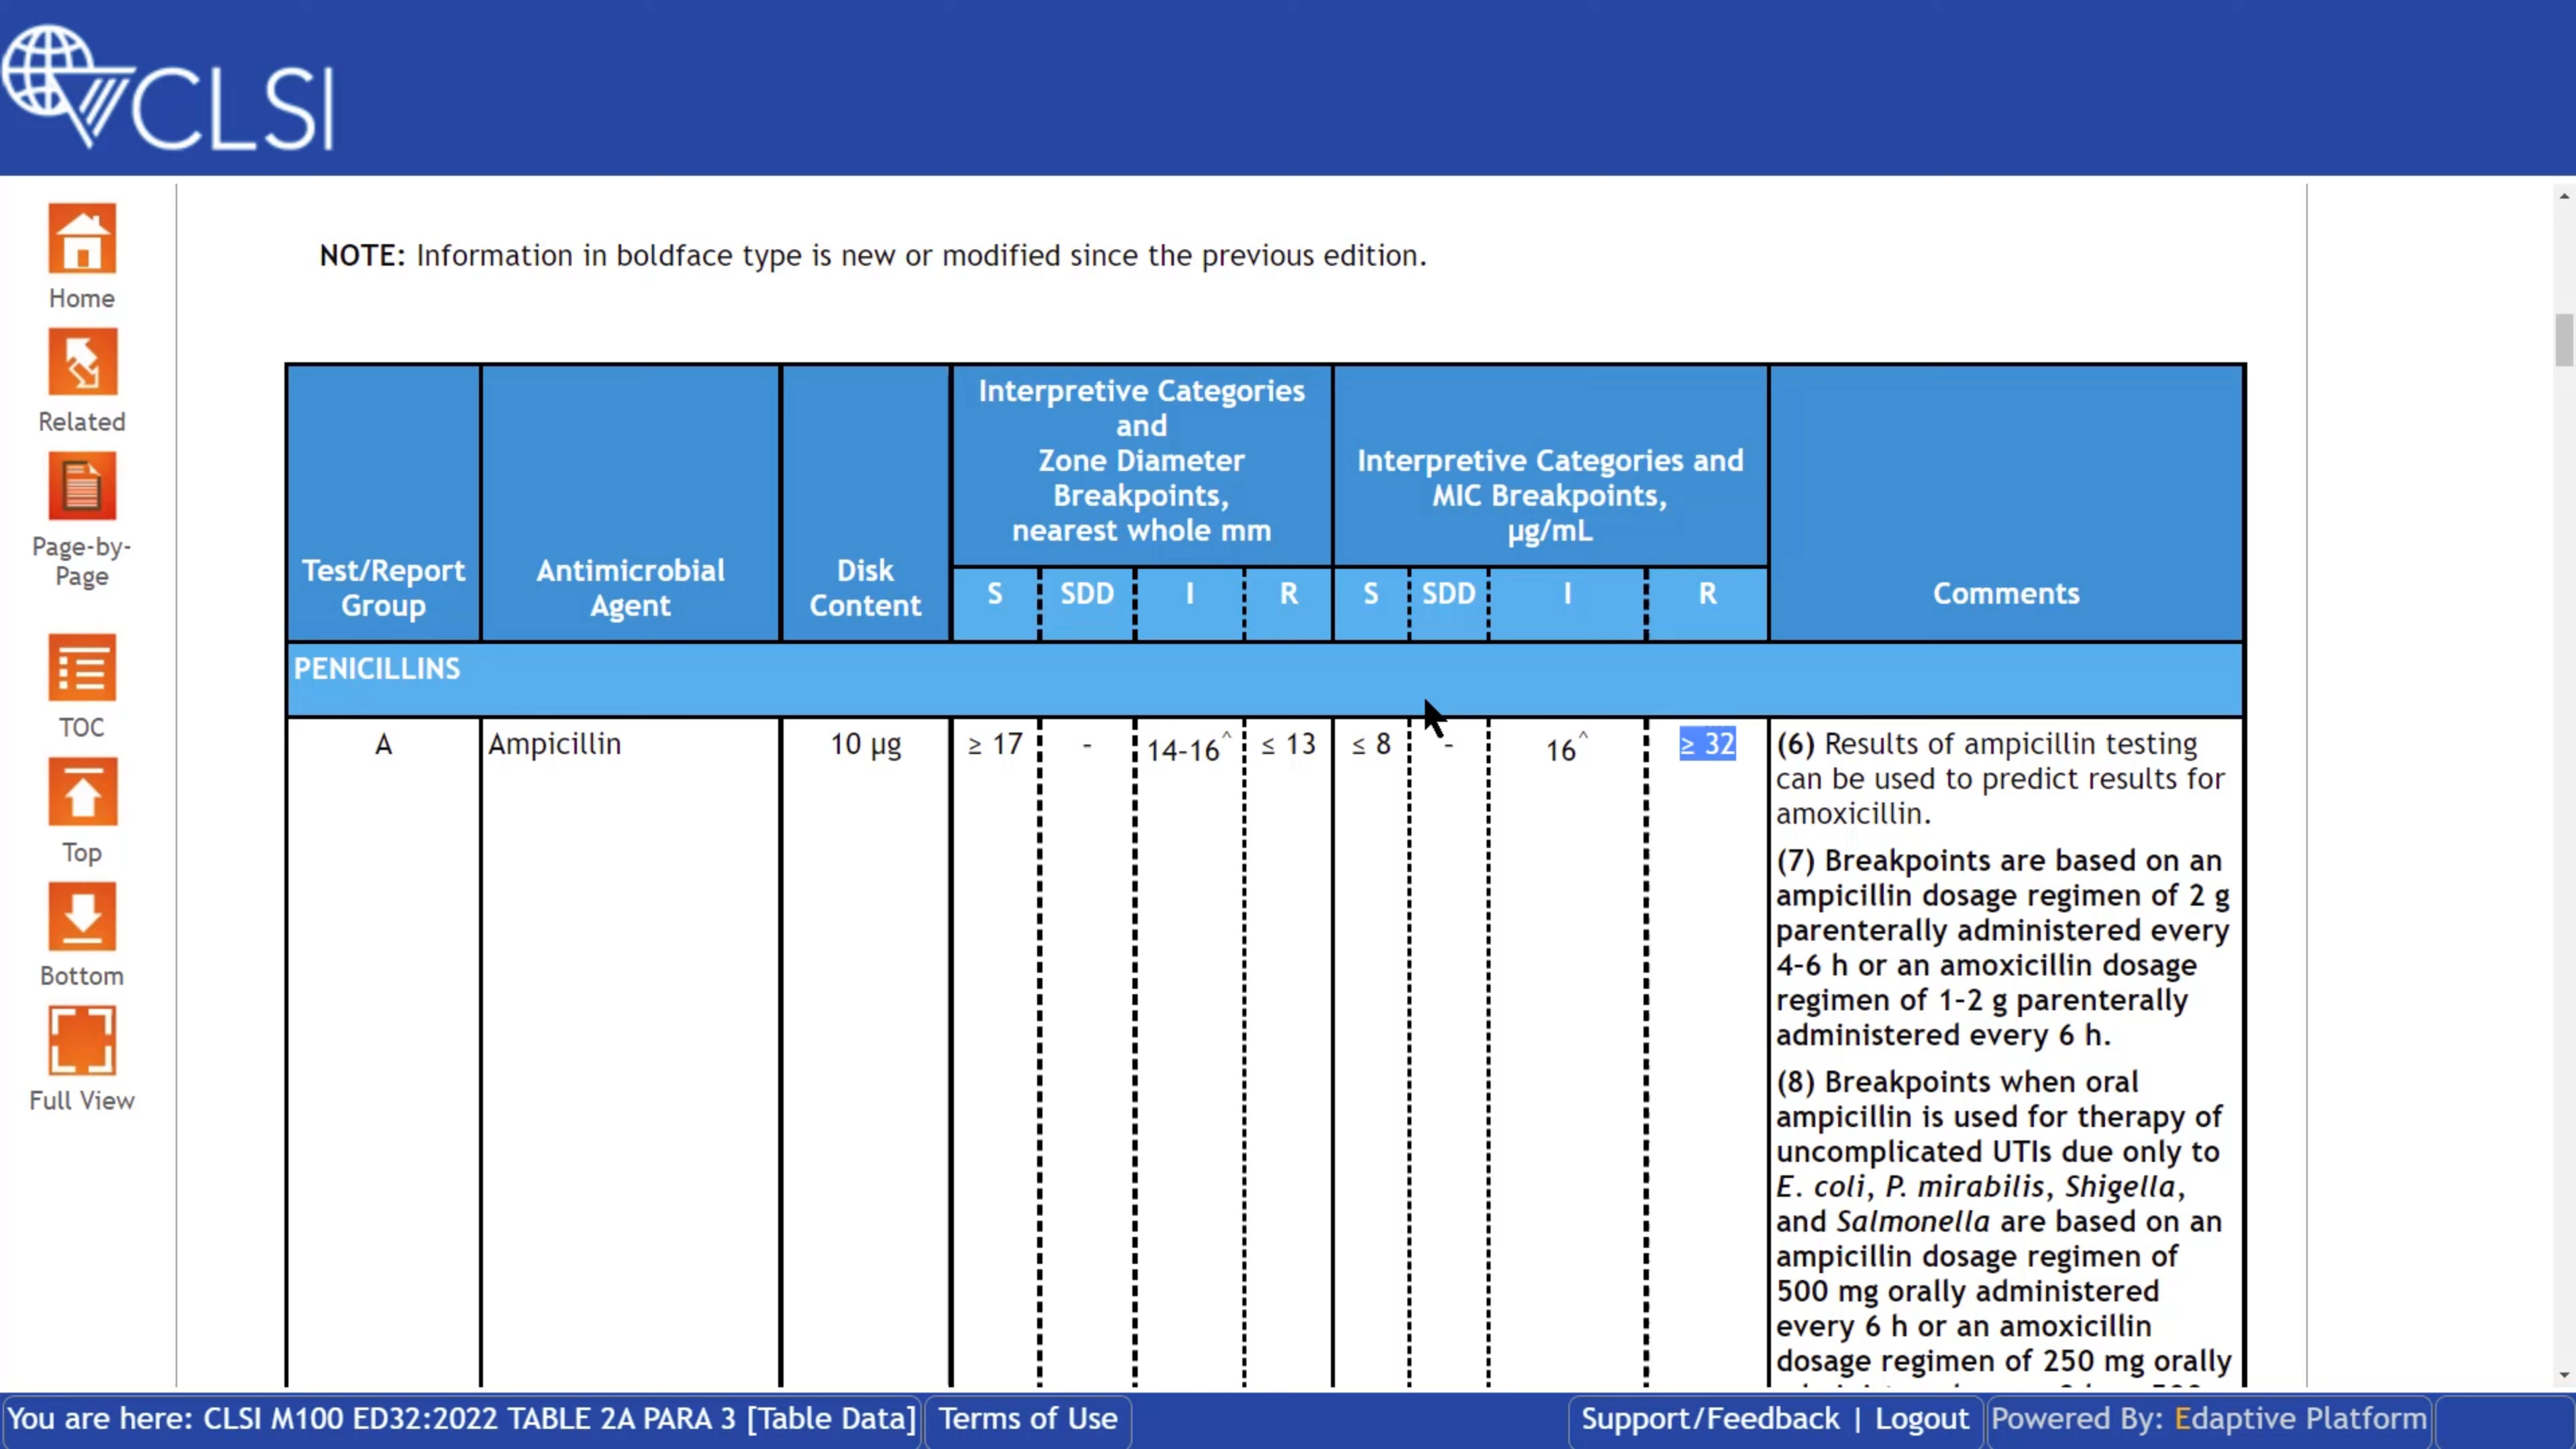 CLSI
Home
Related
Page-by-
Page
TOC
Top
Bottom
Full View
NOTE: Information in boldface type is new or modified since the previous edition.
Test/Report
Group
Antimicrobial
Agent
Disk
Content
Interpretive Categories
and
Zone Diameter
Breakpoints,
nearest whole mm
Interpretive Categories and
MIC Breakpoints,
µg/mL
S SDD I R S SDD I R
Comments
PENICILLINS
A Ampicillin 10 µg ≥ 17 - 14-16^ ≤ 13 ≤ 8 - 16^ ≥ 32
(6) Results of ampicillin testing
can be used to predict results for
amoxicillin.
(7) Breakpoints are based on an
ampicillin dosage regimen of 2 g
parenterally administered every
4-6 h or an amoxicillin dosage
regimen of 1-2 g parenterally
administered every 6 h.
(8) Breakpoints when oral
ampicillin is used for therapy of
uncomplicated UTIs due only to
E. coli, P. mirabilis, Shigella,
and Salmonella are based on an
ampicillin dosage regimen of
500 mg orally administered
every 6 h or an amoxicillin
dosage regimen of 250 mg orally
You are here: CLSI M100 ED32:2022 TABLE 2A PARA 3 [Table Data]
Terms of Use
Support/Feedback | Logout
Powered By: Edaptive Platform